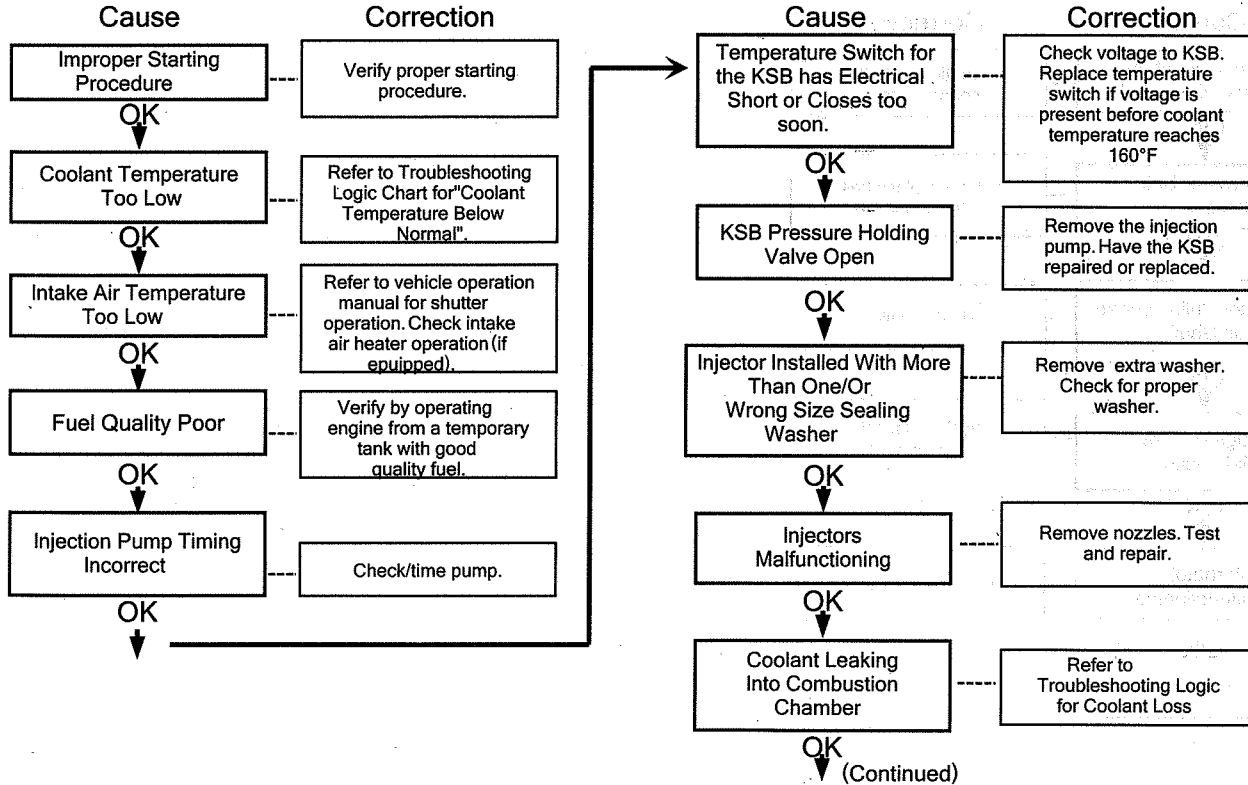 Cause
Correction
Improper Starting
Procedure
Verify proper starting
procedure.
OK
Coolant Temperature
Too Low
Refer to Troubleshooting
Logic Chart for"Coolant
Temperature Below
Normal".
OK
Intake Air Temperature
Too Low
Refer to vehicle operation
manual for shutter
operation. Check intake
air heater operation (if
epuipped).
OK
Fuel Quality Poor
Verify by operating
engine from a temporary
tank with good
quality fuel.
OK
Injection Pump Timing
Incorrect
Check/time pump.
OK
Cause
Correction
Temperature Switch for
the KSB has Electrical
Short or Closes too
soon.
Check voltage to KSB.
Replace temperature
switch if voltage is
present before coolant
temperature reaches
160°F
OK
KSB Pressure Holding
Valve Open
Remove the injection
pump. Have the KSB
repaired or replaced.
OK
Injector Installed With More
Than One/Or
Wrong Size Sealing
Washer
Remove extra washer.
Check for proper
washer.
OK
Injectors
Malfunctioning
Remove nozzles. Test
and repair.
OK
Coolant Leaking
Into Combustion
Chamber
Refer to
Troubleshooting Logic
for Coolant Loss
OK
(Continued)